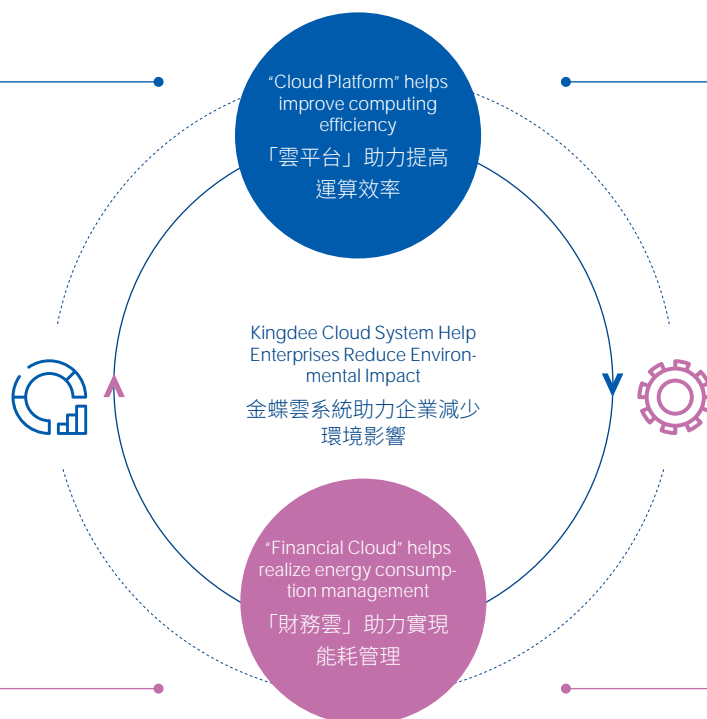 “Cloud Platform” helps
improve computing
efficiency
「雲平台」助力提高
運算效率
Kingdee Cloud System Help
Enterprises Reduce Environ-
mental Impact
金蝶雲系統助力企業減少
環境影響
“Financial Cloud” helps
realize energy consump-
tion management
「財務雲」助力實現
能耗管理